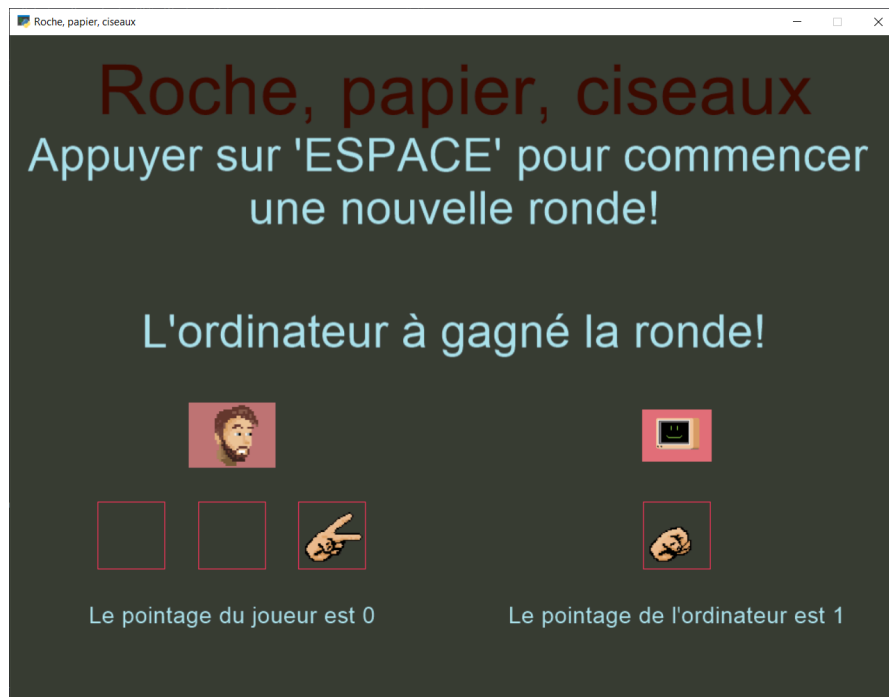 Roche, papier, ciseaux
Roche, papier, ciseaux
Appuyer sur 'ESPACE' pour commencer
une nouvelle ronde!
L'ordinateur à gagné la ronde!
Le pointage du joueur est 0
Le pointage de l'ordinateur est 1